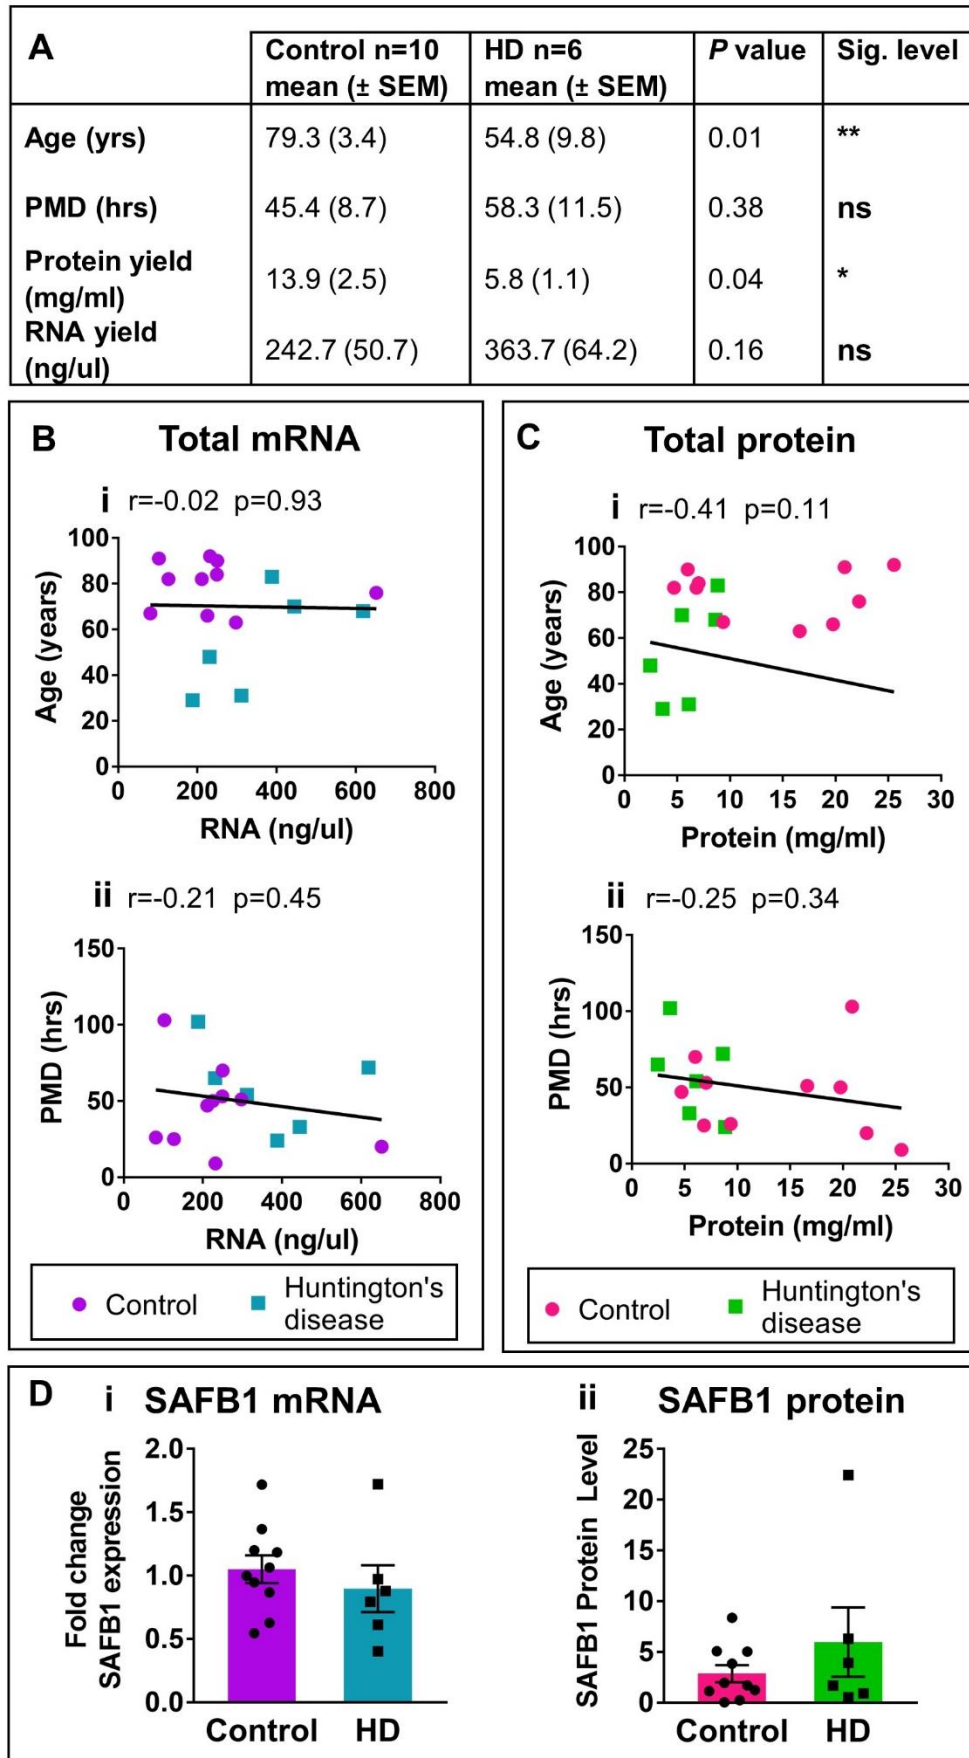 A
Control n=10
mean (± SEM)
HD n=6
mean (± SEM)
P value
Sig. level
Age (yrs)
79.3 (3.4)
54.8 (9.8)
0.01
**
PMD (hrs)
45.4 (8.7)
58.3 (11.5)
0.38
ns
Protein yield
(mg/ml)
13.9 (2.5)
5.8 (1.1)
0.04
*
RNA yield
(ng/ul)
242.7 (50.7)
363.7 (64.2)
0.16
ns
B Total mRNA
i r=-0.02 p=0.93
Age (years)
100
80
60
40
20
0
0 200 400 600 800
RNA (ng/ul)
ii r=-0.21 p=0.45
PMD (hrs)
150
100
50
0
0 200 400 600 800
RNA (ng/ul)
Control
Huntington's
disease
C Total protein
i r=-0.41 p=0.11
Age (years)
100
80
60
40
20
0
0 5 10 15 20 25 30
Protein (mg/ml)
ii r=-0.25 p=0.34
PMD (hrs)
150
100
50
0
0 5 10 15 20 25 30
Protein (mg/ml)
Control
Huntington's
disease
D i SAFB1 mRNA
Fold change
SAFB1 expression
2.0
1.5
1.0
0.5
0.0
Control HD
ii SAFB1 protein
SAFB1 Protein Level
25
20
15
10
5
0
Control HD